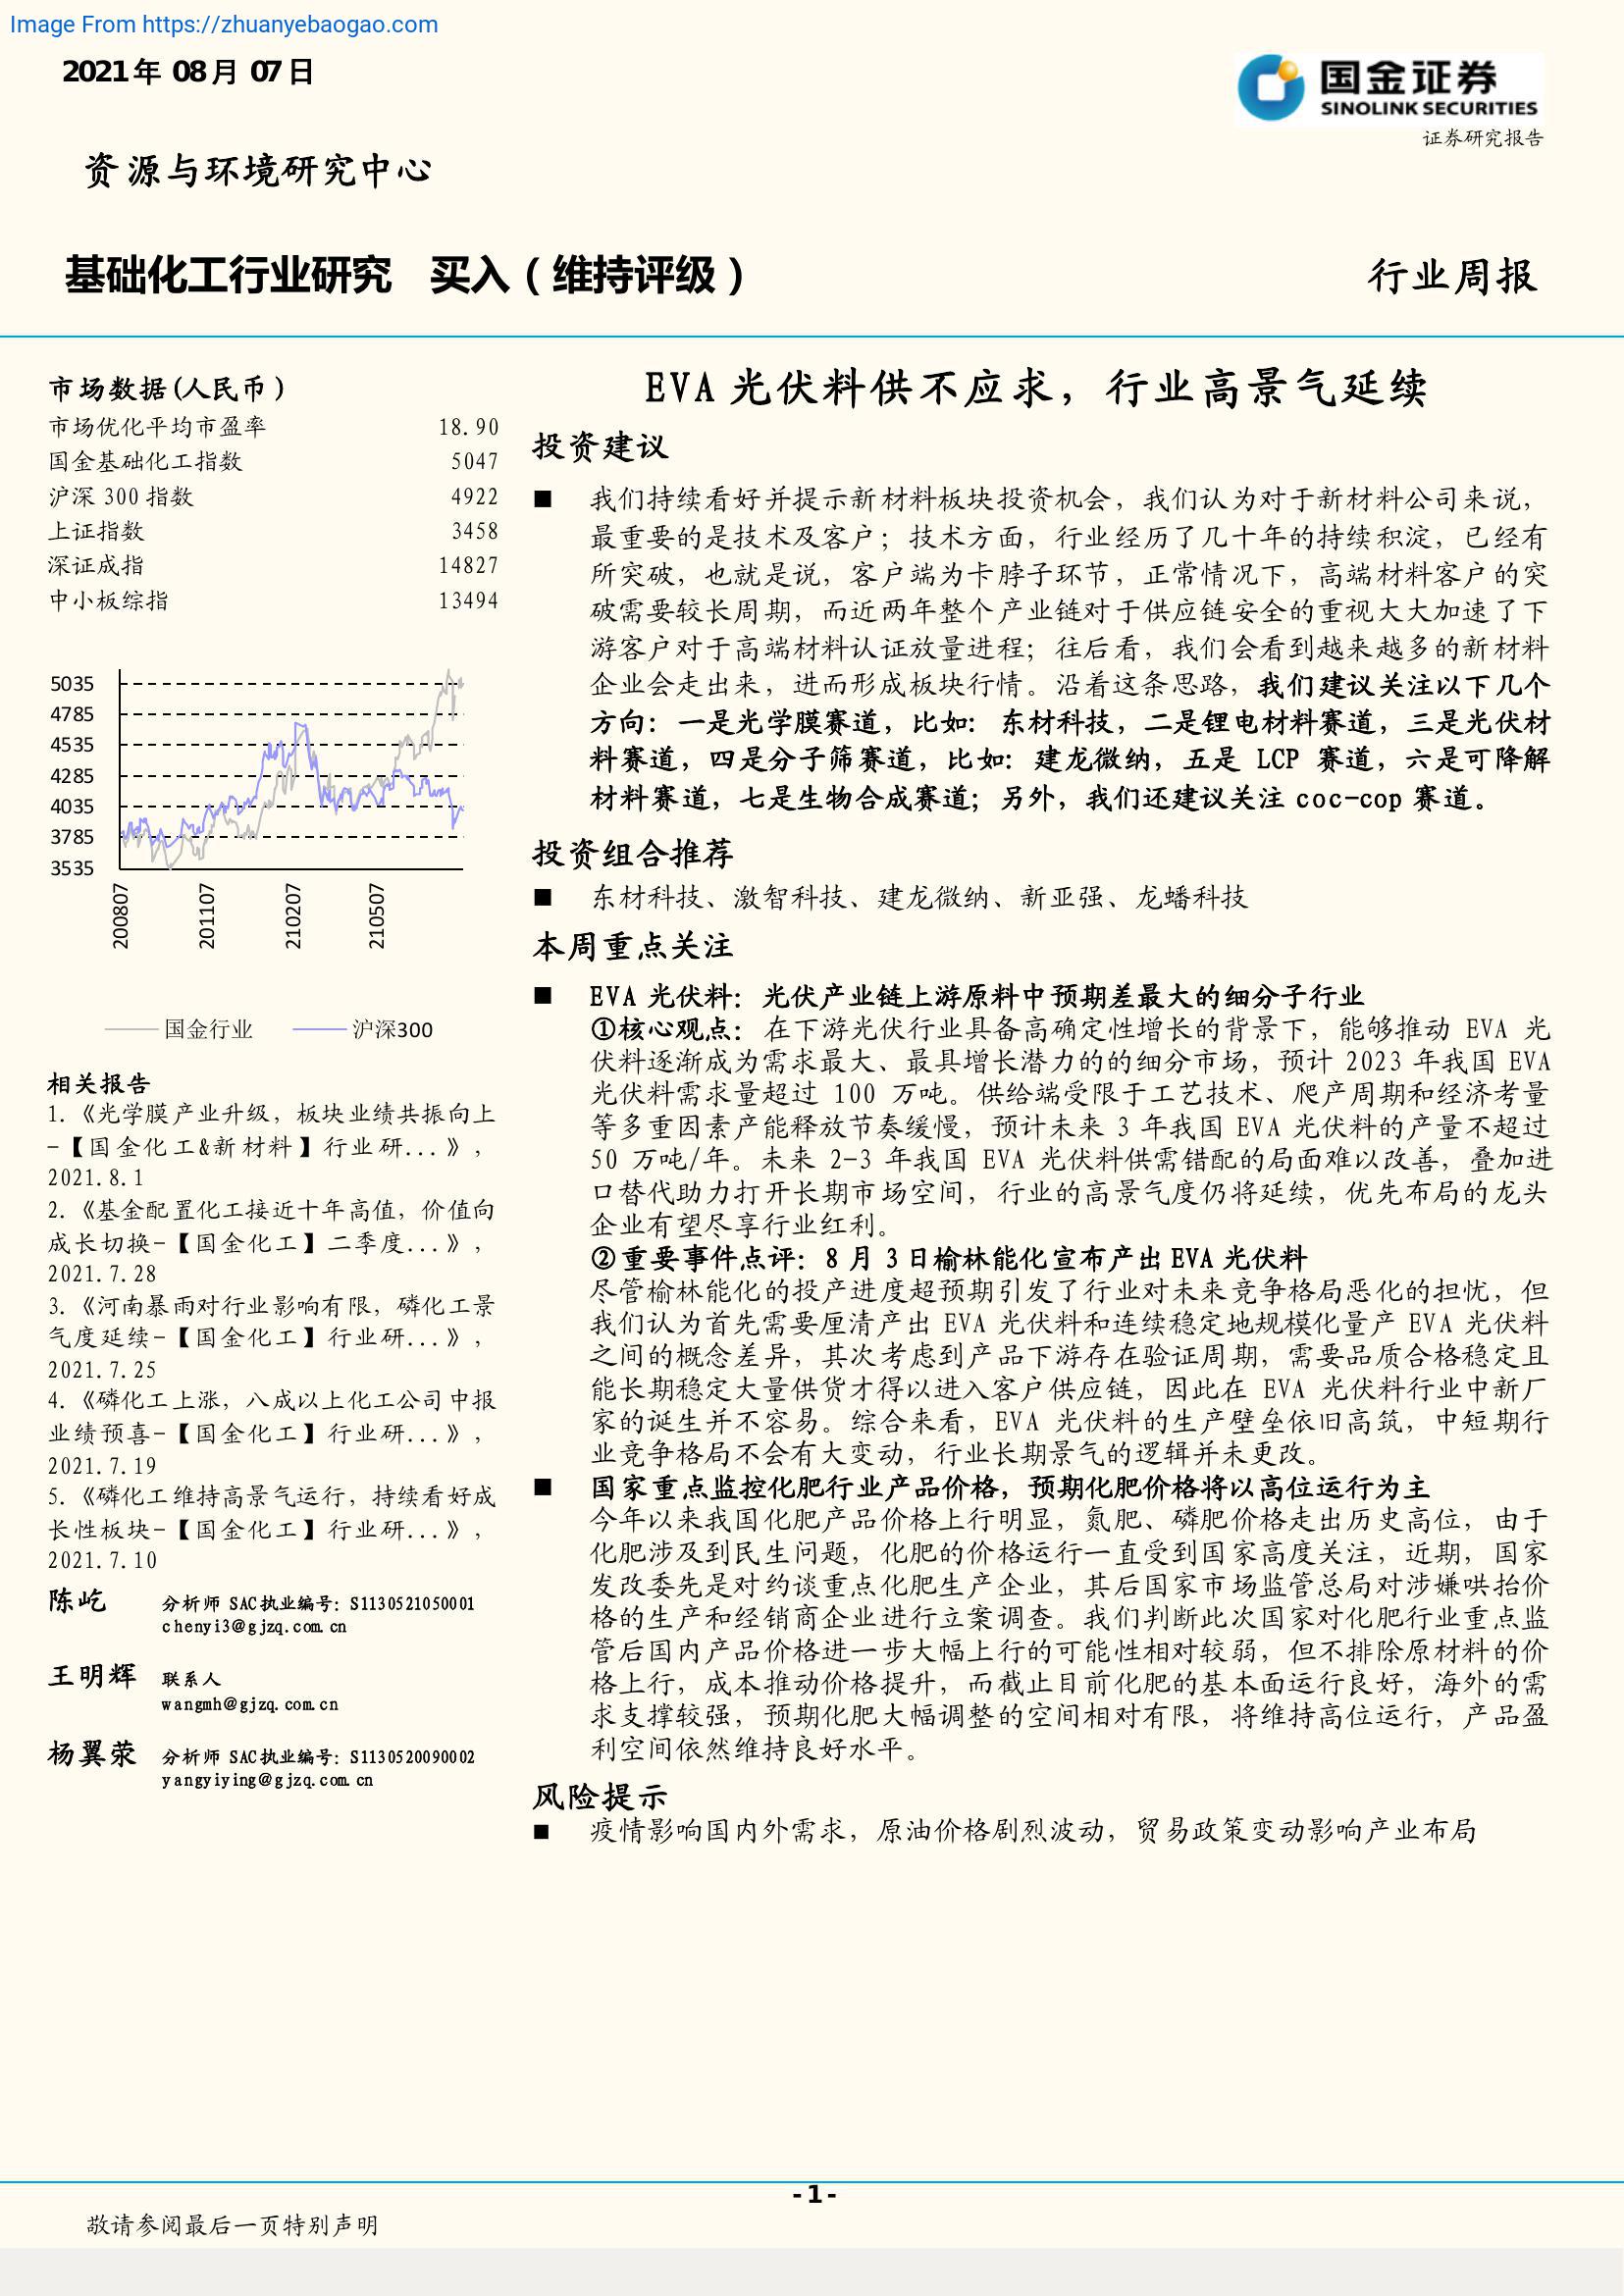 Image From https://zhuanyebaogao.com
2021年 08月 07日
国金证券
SINOLINK SECURITIES
证券研究报告
资源与环境研究中心
基础化工行业研究 买入（维持评级）
行业周报
市场数据(人民币)
市场优化平均市盈率 18.90
国金基础化工指数 5047
沪深 300 指数 4922
上证指数 3458
深证成指 14827
中小板综指 13494
5035
4785
4535
4285
4035
3785
3535
200807
201107
210207
210507
国金行业 沪深300
相关报告
1.《光学膜产业升级，板块业绩共振向上
-【国金化工&新材料】行业研...》，
2021.8.1
2.《基金配置化工接近十年高值，价值向
成长切换-【国金化工】二季度...》，
2021.7.28
3.《河南暴雨对行业影响有限，磷化工景
气度延续-【国金化工】行业研...》，
2021.7.25
4.《磷化工上涨，八成以上化工公司中报
业绩预喜-【国金化工】行业研...》，
2021.7.19
5.《磷化工维持高景气运行，持续看好成
长性板块-【国金化工】行业研...》，
2021.7.10
陈屹 分析师 SAC执业编号：S1130521050001
chenyi3@gjzq.com.cn
王明辉 联系人
wangmh@gjzq.com.cn
杨翼荥 分析师 SAC执业编号：S1130520090002
yangyiying@gjzq.com.cn
EVA 光伏料供不应求，行业高景气延续
投资建议
■ 我们持续看好并提示新材料板块投资机会，我们认为对于新材料公司来说，
最重要的是技术及客户；技术方面，行业经历了几十年的持续积淀，已经有
所突破，也就是说，客户端为卡脖子环节，正常情况下，高端材料客户的突
破需要较长周期，而近两年整个产业链对于供应链安全的重视大大加速了下
游客户对于高端材料认证放量进程；往后看，我们会看到越来越多的新材料
企业会走出来，进而形成板块行情。沿着这条思路，我们建议关注以下几个
方向：一是光学膜赛道，比如：东材科技，二是锂电材料赛道，三是光伏材
料赛道，四是分子筛赛道，比如：建龙微纳，五是 LCP 赛道，六是可降解
材料赛道，七是生物合成赛道；另外，我们还建议关注 coc-cop 赛道。
投资组合推荐
■ 东材科技、激智科技、建龙微纳、新亚强、龙蟠科技
本周重点关注
■ EVA 光伏料：光伏产业链上游原料中预期差最大的细分子行业
①核心观点：在下游光伏行业具备高确定性增长的背景下，能够推动 EVA 光
伏料逐渐成为需求最大、最具增长潜力的的细分市场，预计 2023 年我国 EVA
光伏料需求量超过 100 万吨。供给端受限于工艺技术、爬产周期和经济考量
等多重因素产能释放节奏缓慢，预计未来 3 年我国 EVA 光伏料的产量不超过
50 万吨/年。未来 2-3 年我国 EVA 光伏料供需错配的局面难以改善，叠加进
口替代助力打开长期市场空间，行业的高景气度仍将延续，优先布局的龙头
企业有望尽享行业红利。
②重要事件点评：8 月 3 日榆林能化宣布产出 EVA 光伏料
尽管榆林能化的投产进度超预期引发了行业对未来竞争格局恶化的担忧，但
我们认为首先需要厘清产出 EVA 光伏料和连续稳定地规模化量产 EVA 光伏料
之间的概念差异，其次考虑到产品下游存在验证周期，需要品质合格稳定且
能长期稳定大量供货才得以进入客户供应链，因此在 EVA 光伏料行业中新厂
家的诞生并不容易。综合来看，EVA 光伏料的生产壁垒依旧高筑，中短期行
业竞争格局不会有大变动，行业长期景气的逻辑并未更改。
■ 国家重点监控化肥行业产品价格，预期化肥价格将以高位运行为主
今年以来我国化肥产品价格上行明显，氮肥、磷肥价格走出历史高位，由于
化肥涉及到民生问题，化肥的价格运行一直受到国家高度关注，近期，国家
发改委先是对约谈重点化肥生产企业，其后国家市场监管总局对涉嫌哄抬价
格的生产和经销商企业进行立案调查。我们判断此次国家对化肥行业重点监
管后国内产品价格进一步大幅上行的可能性相对较弱，但不排除原材料的价
格上行，成本推动价格提升，而截止目前化肥的基本面运行良好，海外的需
求支撑较强，预期化肥大幅调整的空间相对有限，将维持高位运行，产品盈
利空间依然维持良好水平。
风险提示
■ 疫情影响国内外需求，原油价格剧烈波动，贸易政策变动影响产业布局
- 1 -
敬请参阅最后一页特别声明